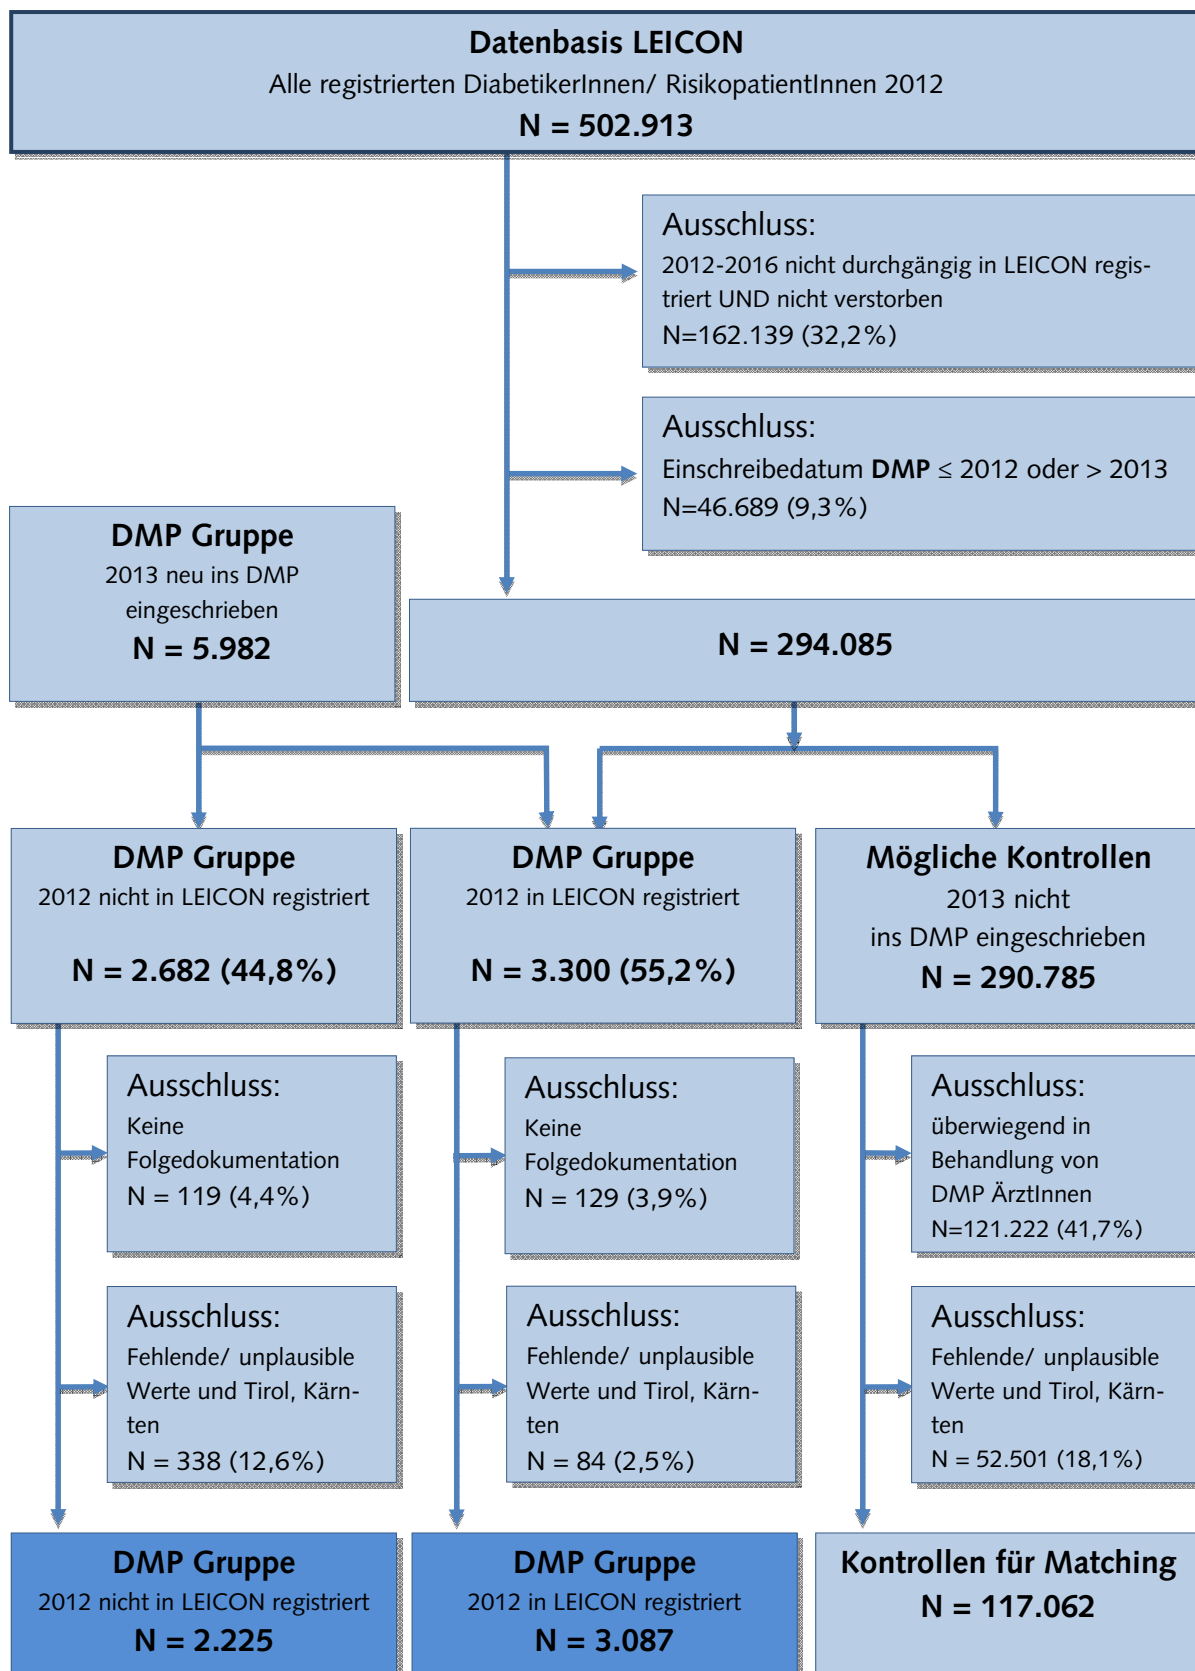 Datenbasis LEICON
Alle registrierten DiabetikerInnen/ RisikopatientInnen 2012
N = 502.913
Ausschluss:
2012-2016 nicht durchgängig in LEICON regis-
triert UND nicht verstorben
N=162.139 (32,2%)
Ausschluss:
Einschreibedatum DMP ≤ 2012 oder > 2013
N=46.689 (9,3%)
DMP Gruppe
2013 neu ins DMP
eingeschrieben
N = 5.982
N = 294.085
DMP Gruppe
2012 nicht in LEICON registriert
N = 2.682 (44,8%)
DMP Gruppe
2012 in LEICON registriert
N = 3.300 (55,2%)
Mögliche Kontrollen
2013 nicht
ins DMP eingeschrieben
N = 290.785
Ausschluss:
Keine
Folgedokumentation
N = 119 (4,4%)
Ausschluss:
Keine
Folgedokumentation
N = 129 (3,9%)
Ausschluss:
überwiegend in
Behandlung von
DMP ÄrztInnen
N=121.222 (41,7%)
Ausschluss:
Fehlende/ unplausible
Werte und Tirol, Kärn-
ten
N = 338 (12,6%)
Ausschluss:
Fehlende/ unplausible
Werte und Tirol, Kärn-
ten
N = 84 (2,5%)
Ausschluss:
Fehlende/ unplausible
Werte und Tirol, Kärn-
ten
N = 52.501 (18,1%)
DMP Gruppe
2012 nicht in LEICON registriert
N = 2.225
DMP Gruppe
2012 in LEICON registriert
N = 3.087
Kontrollen für Matching
N = 117.062